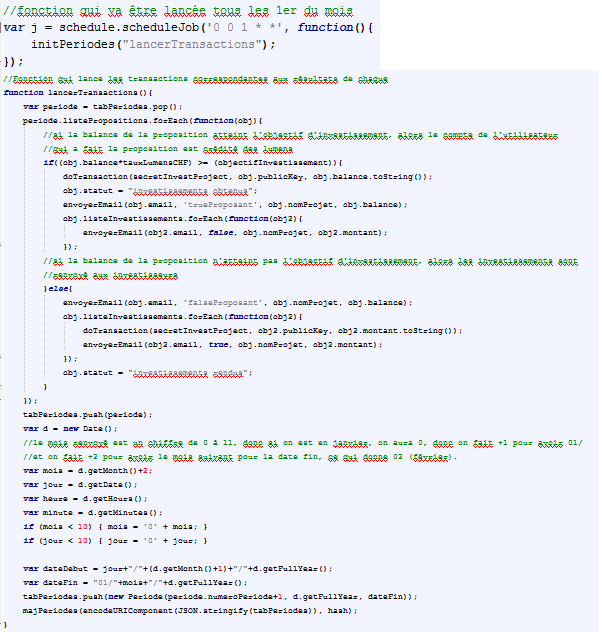 //fonction qui va être lancée tous les 1er du mois
var j = schedule.scheduleJob('0 0 1 * *', function(){
    initPeriodes("lancerTransactions");
});
//Fonction qui lance les transactions correspondantes aux résultats de chaque
function lancerTransactions(){
    var periode = tabPeriodes.pop();
    periode.listePropositions.forEach(function(obj){
        //si la balance de la proposition atteint l'objectif d'investissement, alors le compte de l'utilisateur
        //qui a fait la proposition est crédité des lumens
        if((obj.balance*tauxLumensCHF) >= (objectifInvestissement)){
            doTransaction(secretInvestProject, obj.publicKey, obj.balance.toString());
            obj.statut = "investissements obtenus";
            envoyerEmail(obj.email, 'trueProposant', obj.nomProjet, obj.balance);
            obj.listeInvestissements.forEach(function(obj2){
                envoyerEmail(obj2.email, false, obj.nomProjet, obj2.montant);
            });
        //si la balance de la proposition n'atteint pas l'objectif d'investissement, alors les investissements sont
        //renvoyé aux investisseurs
        }else{
            envoyerEmail(obj.email, 'falseProposant', obj.nomProjet, obj.balance);
            obj.listeInvestissements.forEach(function(obj2){
                doTransaction(secretInvestProject, obj2.publicKey, obj2.montant.toString());
                envoyerEmail(obj2.email, true, obj.nomProjet, obj2.montant);
            });
            obj.statut = "investissements rendus";
        }
    });
    tabPeriodes.push(periode);
    var d = new Date();
    //le mois renvoyé est un chiffre de 0 à 11, donc si on est en janvier, on aura 0, donc on fait +1 pour avoir 01/
    //et on fait +2 pour avoir le mois suivant pour la date fin, ce qui donne 02 (février).
    var mois = d.getMonth()+2;
    var jour = d.getDate();
    var heure = d.getHours();
    var minute = d.getMinutes();
    if (mois < 10) { mois = '0' + mois; }
    if (jour < 10) { jour = '0' + jour; }

    var dateDebut = jour+"/"+(d.getMonth()+1)+"/"+d.getFullYear();
    var dateFin = "01/"+mois+"/"+d.getFullYear();
    tabPeriodes.push(new Periode(periode.numeroPeriode+1, d.getFullYear, dateFin));
    majPeriodes(encodeURIComponent(JSON.stringify(tabPeriodes)), hash);
}